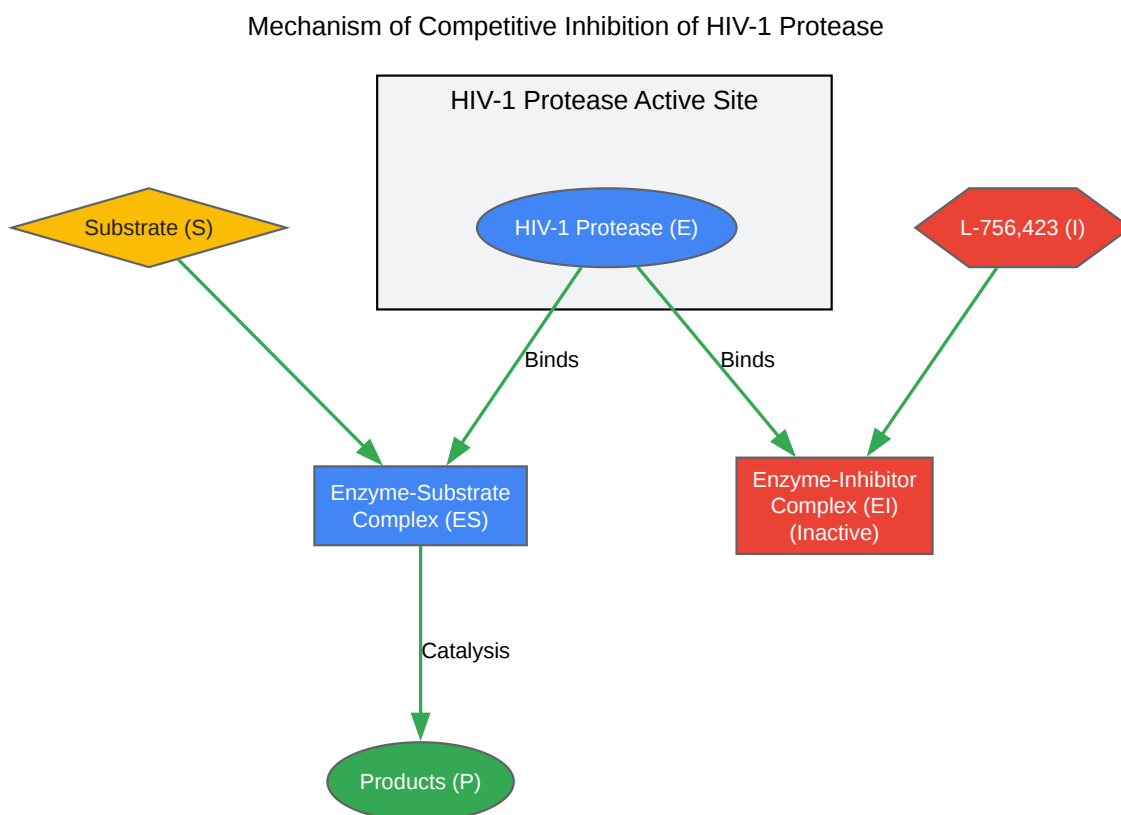 Mechanism of Competitive Inhibition of HIV-1 Protease
HIV-1 Protease Active Site
Substrate (S)
HIV-1 Protease (E)
L-756,423 (I)
Binds
Binds
Enzyme-Substrate
Complex (ES)
Enzyme-Inhibitor
Complex (EI)
(Inactive)
Catalysis
Products (P)